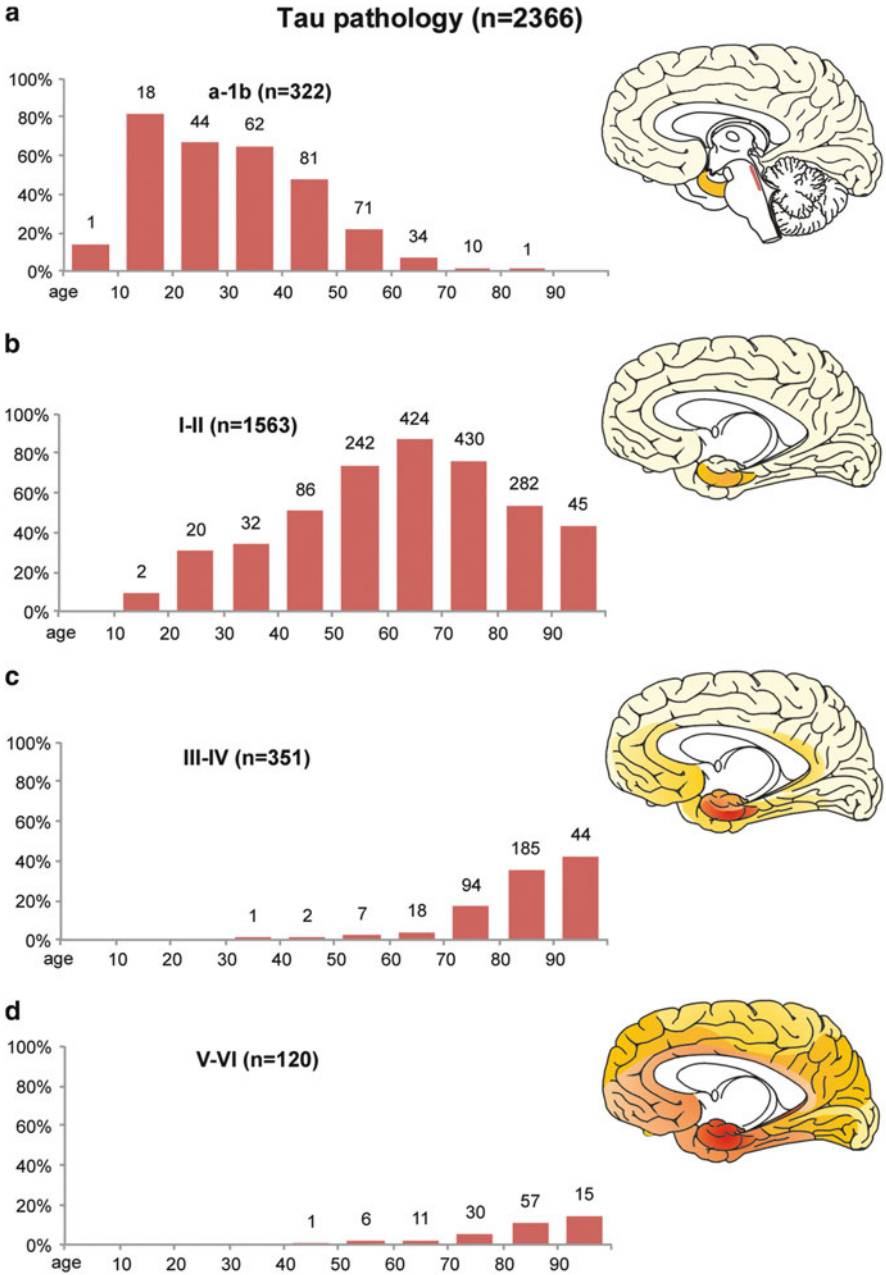 a
Tau pathology (n=2366)
100%
80%
60%
40%
20%
0%
a-1b (n=322)
1 18 44 62 81 71 34 10 1
age 10 20 30 40 50 60 70 80 90
b
100%
80%
60%
40%
20%
0%
I-II (n=1563)
2 20 32 86 242 424 430 282 45
age 10 20 30 40 50 60 70 80 90
c
100%
80%
60%
40%
20%
0%
III-IV (n=351)
1 2 7 18 94 185 44
age 10 20 30 40 50 60 70 80 90
d
100%
80%
60%
40%
20%
0%
V-VI (n=120)
1 6 11 30 57 15
age 10 20 30 40 50 60 70 80 90